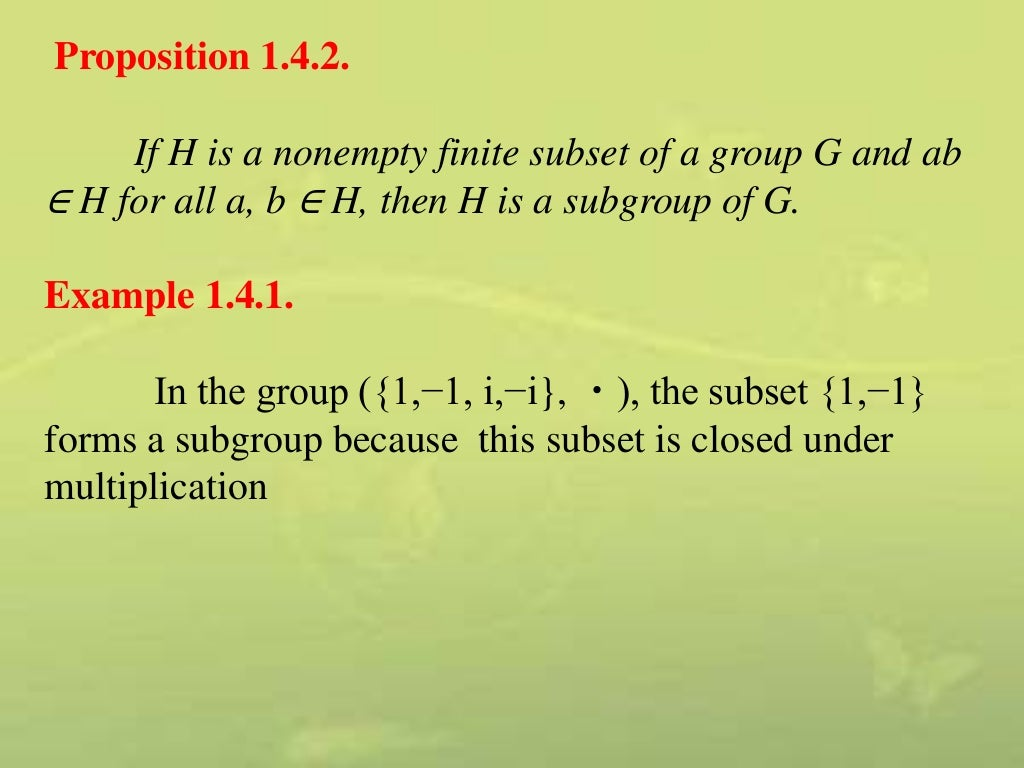 Proposition 1.4.2.
If H is a nonempty finite subset of a group G and ab
∈ H for all a, b ∈ H, then H is a subgroup of G.
Example 1.4.1.
In the group ({1,−1, i,−i}, ・), the subset {1,−1}
forms a subgroup because this subset is closed under
multiplication